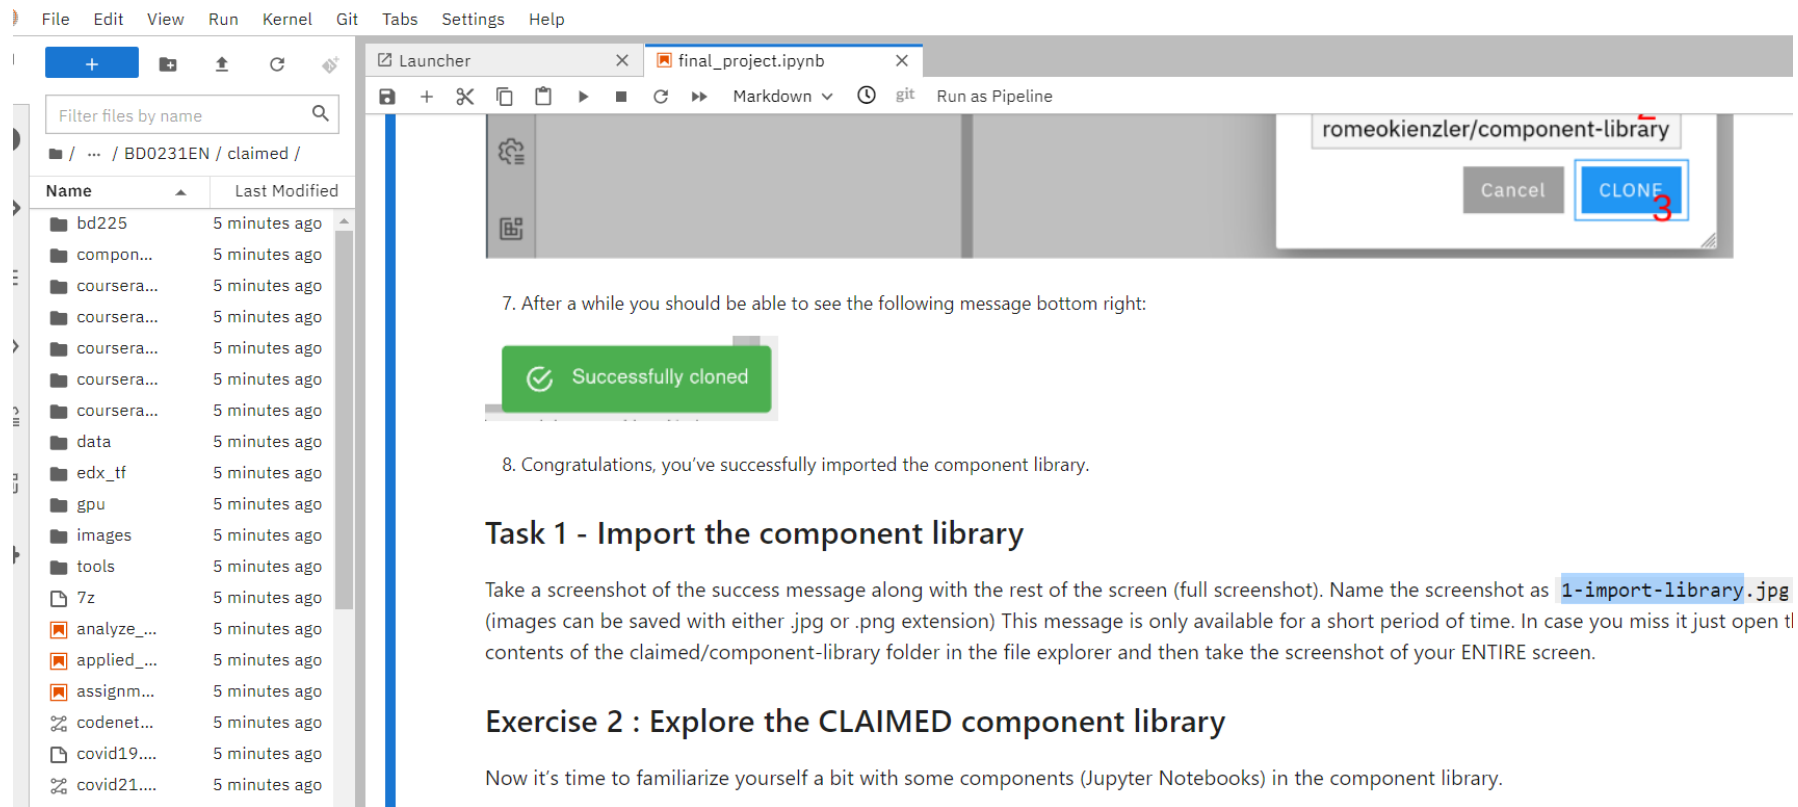 File Edit View Run Kernel Git Tabs Settings Help
+
Launcher
final_project.ipynb
Markdown
git
Run as Pipeline
Filter files by name
/ ... / BD0231EN / claimed /
Name Last Modified
bd225 5 minutes ago
compon... 5 minutes ago
coursera... 5 minutes ago
coursera... 5 minutes ago
coursera... 5 minutes ago
coursera... 5 minutes ago
coursera... 5 minutes ago
data 5 minutes ago
edx_tf 5 minutes ago
gpu 5 minutes ago
images 5 minutes ago
tools 5 minutes ago
7z 5 minutes ago
analyze_... 5 minutes ago
applied_... 5 minutes ago
assignm... 5 minutes ago
codenet... 5 minutes ago
covid19.... 5 minutes ago
covid21.... 5 minutes ago
romeokienzler/component-library
Cancel CLONE
3
7. After a while you should be able to see the following message bottom right:
Successfully cloned
8. Congratulations, you’ve successfully imported the component library.
Task 1 - Import the component library
Take a screenshot of the success message along with the rest of the screen (full screenshot). Name the screenshot as 1-import-library.jpg
(images can be saved with either .jpg or .png extension) This message is only available for a short period of time. In case you miss it just open
contents of the claimed/component-library folder in the file explorer and then take the screenshot of your ENTIRE screen.
Exercise 2 : Explore the CLAIMED component library
Now it’s time to familiarize yourself a bit with some components (Jupyter Notebooks) in the component library.